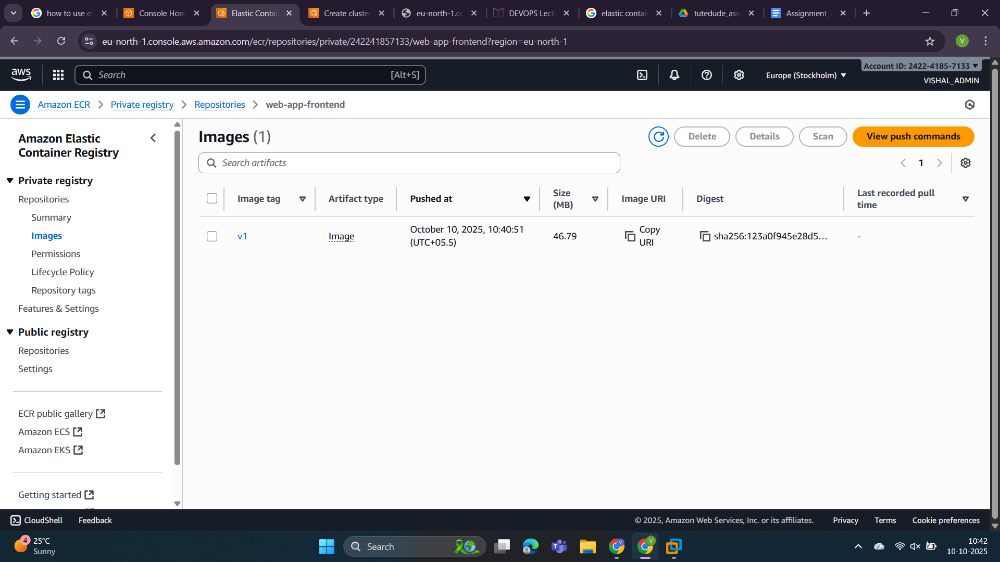 how to use el
Console Hom
Elastic Contai
Create cluster
eu-north-1.co
DEVOPS Lect
elastic contai
tutedude_ass
Assignment_
eu-north-1.console.aws.amazon.com/ecr/repositories/private/242241857133/web-app-frontend?region=eu-north-1
V
aws
Search
[Alt+S]
Europe (Stockholm)
Account ID: 2422-4185-7133
VISHAL_ADMIN
Amazon ECR
Private registry
Repositories
web-app-frontend
Amazon Elastic
Container Registry
Private registry
Repositories
Summary
Images
Permissions
Lifecycle Policy
Repository tags
Features & Settings
Public registry
Repositories
Settings
ECR public gallery
Amazon ECS
Amazon EKS
Getting started
Images (1)
Delete
Details
Scan
View push commands
Search artifacts
1
Image tag
Artifact type
Pushed at
Size
(MB)
Image URI
Digest
Last recorded pull
time
v1
Image
October 10, 2025, 10:40:51
(UTC+05.5)
46.79
Copy
URI
sha256:123a0f945e28d5...
-
CloudShell
Feedback
© 2025, Amazon Web Services, Inc. or its affiliates.
Privacy
Terms
Cookie preferences
4
25°C
Sunny
Search
V
V
10:42
10-10-2025